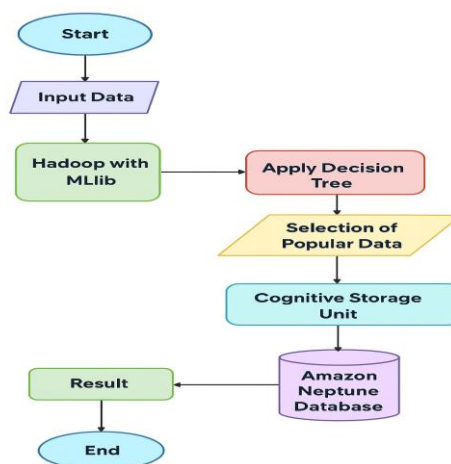 Start
Input Data
Hadoop with
MLlib
Apply Decision
Tree
Selection of
Popular Data
Cognitive Storage
Unit
Amazon
Neptune
Database
Result
End